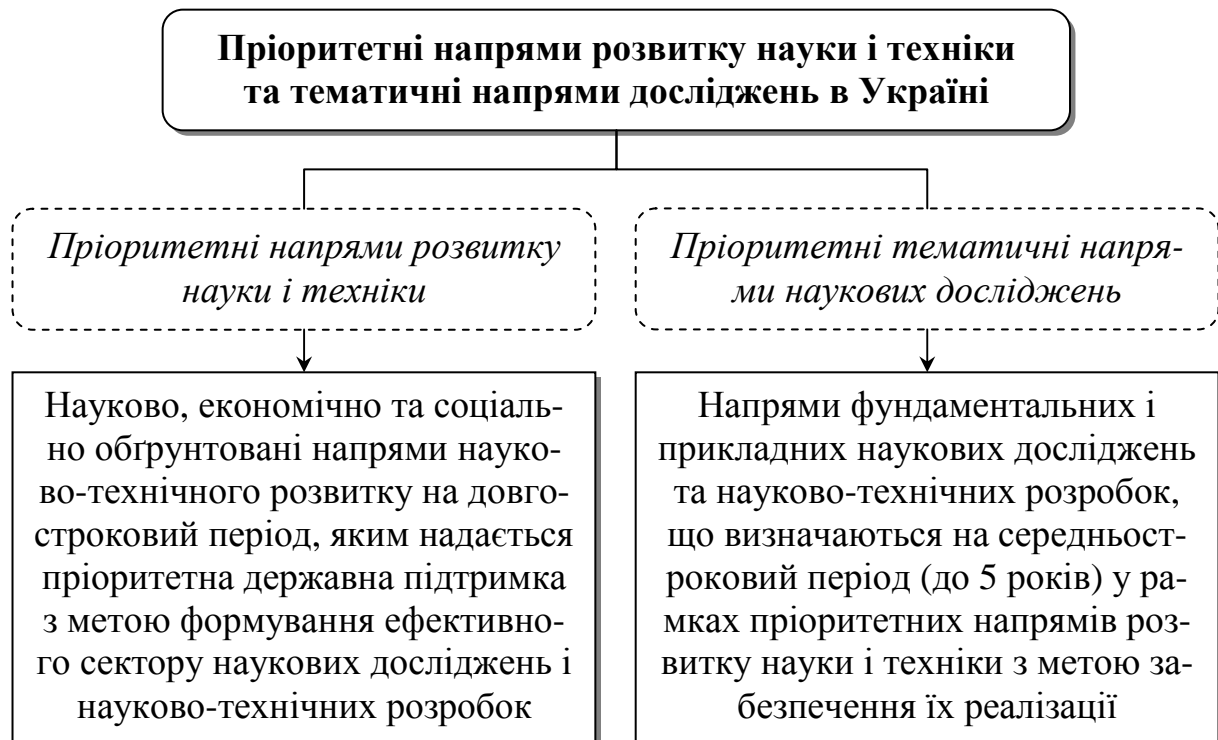 Пріоритетні напрями розвитку науки і техніки
та тематичні напрями досліджень в Україні
Пріоритетні напрями розвитку
науки і техніки
Пріоритетні тематичні напря-
ми наукових досліджень
Науково, економічно та соціаль-
но обґрунтовані напрями науко-
во-технічного розвитку на довго-
строковий період, яким надається
пріоритетна державна підтримка
з метою формування ефективно-
го сектору наукових досліджень і
науково-технічних розробок
Напрями фундаментальних і
прикладних наукових досліджень
та науково-технічних розробок,
що визначаються на середньост-
роковий період (до 5 років) у ра-
мках пріоритетних напрямів роз-
витку науки і техніки з метою за-
безпечення їх реалізації